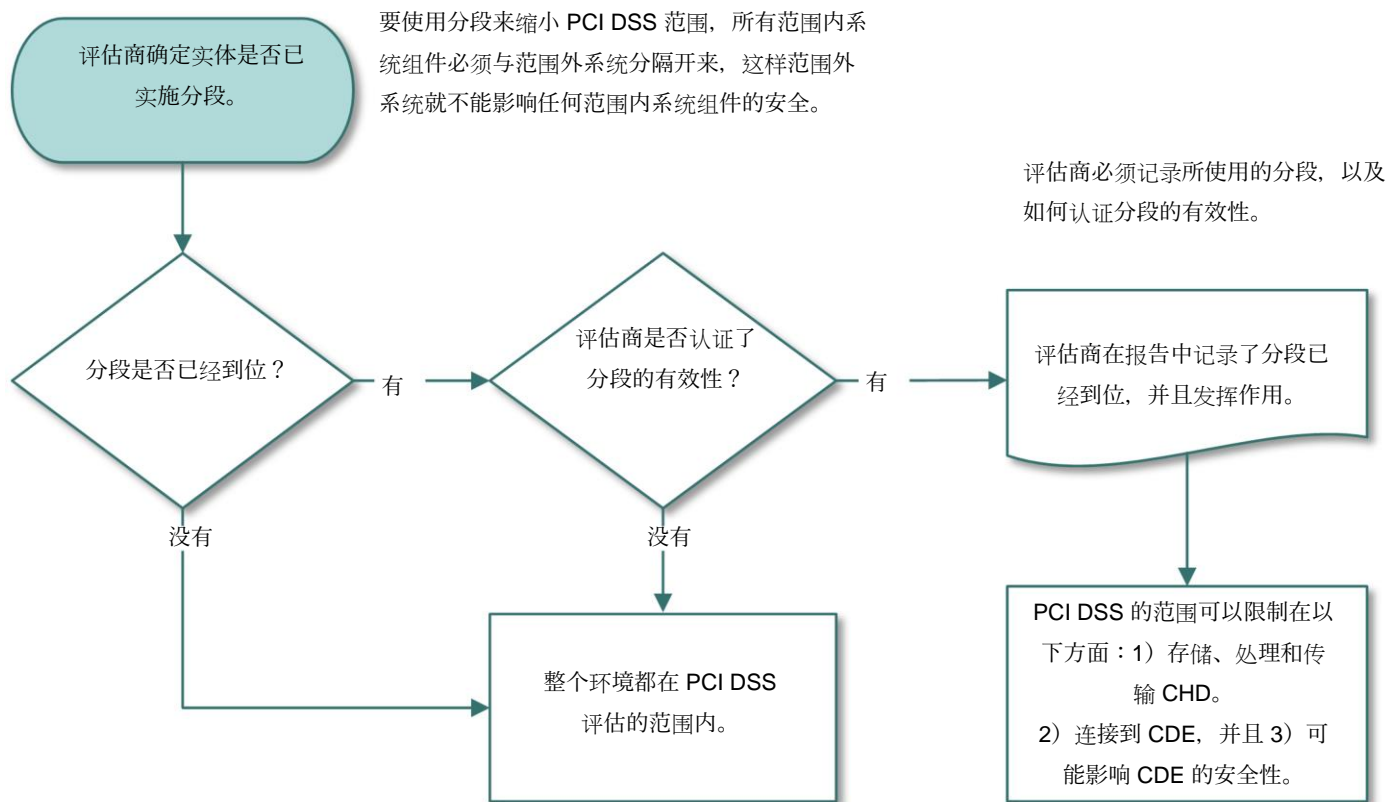 评估商确定实体是否已
实施分段。
要使用分段来缩小 PCI DSS 范围，所有范围内系
统组件必须与范围外系统分隔开来，这样范围外
系统就不能影响任何范围内系统组件的安全。
评估商必须记录所使用的分段，以及
如何认证分段的有效性。
分段是否已经到位？
有
评估商是否认证了
分段的有效性？
有
评估商在报告中记录了分段已
经到位，并且发挥作用。
没有
没有
整个环境都在 PCI DSS
评估的范围内。
PCI DSS 的范围可以限制在以
下方面：1）存储、处理和传
输 CHD。
2）连接到 CDE，并且 3）可
能影响 CDE 的安全性。